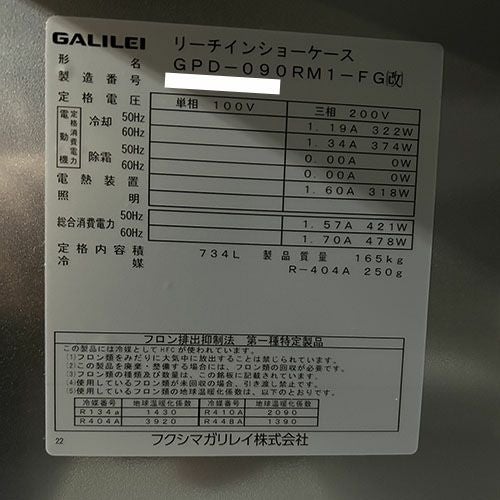 GALILEI リーチインショーケース
形名 GPD-090RM1-FG改
製造番号
定格電圧 単相 100V 三相 200V
電動機 定格消費電力 冷却 50Hz 1.19A 322W
60Hz 1.34A 374W
除霜 50Hz 0.00A 0W
60Hz 0.00A 0W
電熱装置 1.60A 318W
照明
総合消費電力 50Hz 1.57A 421W
60Hz 1.70A 478W
定格内容積 734L 製品質量 165kg
冷媒 R-404A 250g
フロン排出抑制法 第一種特定製品
この製品には冷媒としてHFCが使われています。
(1)フロン類をみだりに大気中に放出することは禁じられています。
(2)この製品を廃棄・整備する場合には、フロン類の回収が必要です。
(3)フロン類の種類及び数量は、この銘板に記載されています。
(4)使用しているフロン類が未回収の場合、引き渡し禁止です。
(5)使用しているフロン類の地球温暖化係数は、以下のとおりです。
冷媒番号 地球温暖化係数 冷媒番号 地球温暖化係数
R134a 1430 R410A 2090
R404A 3920 R448A 1390
22 フクシマガリレイ株式会社